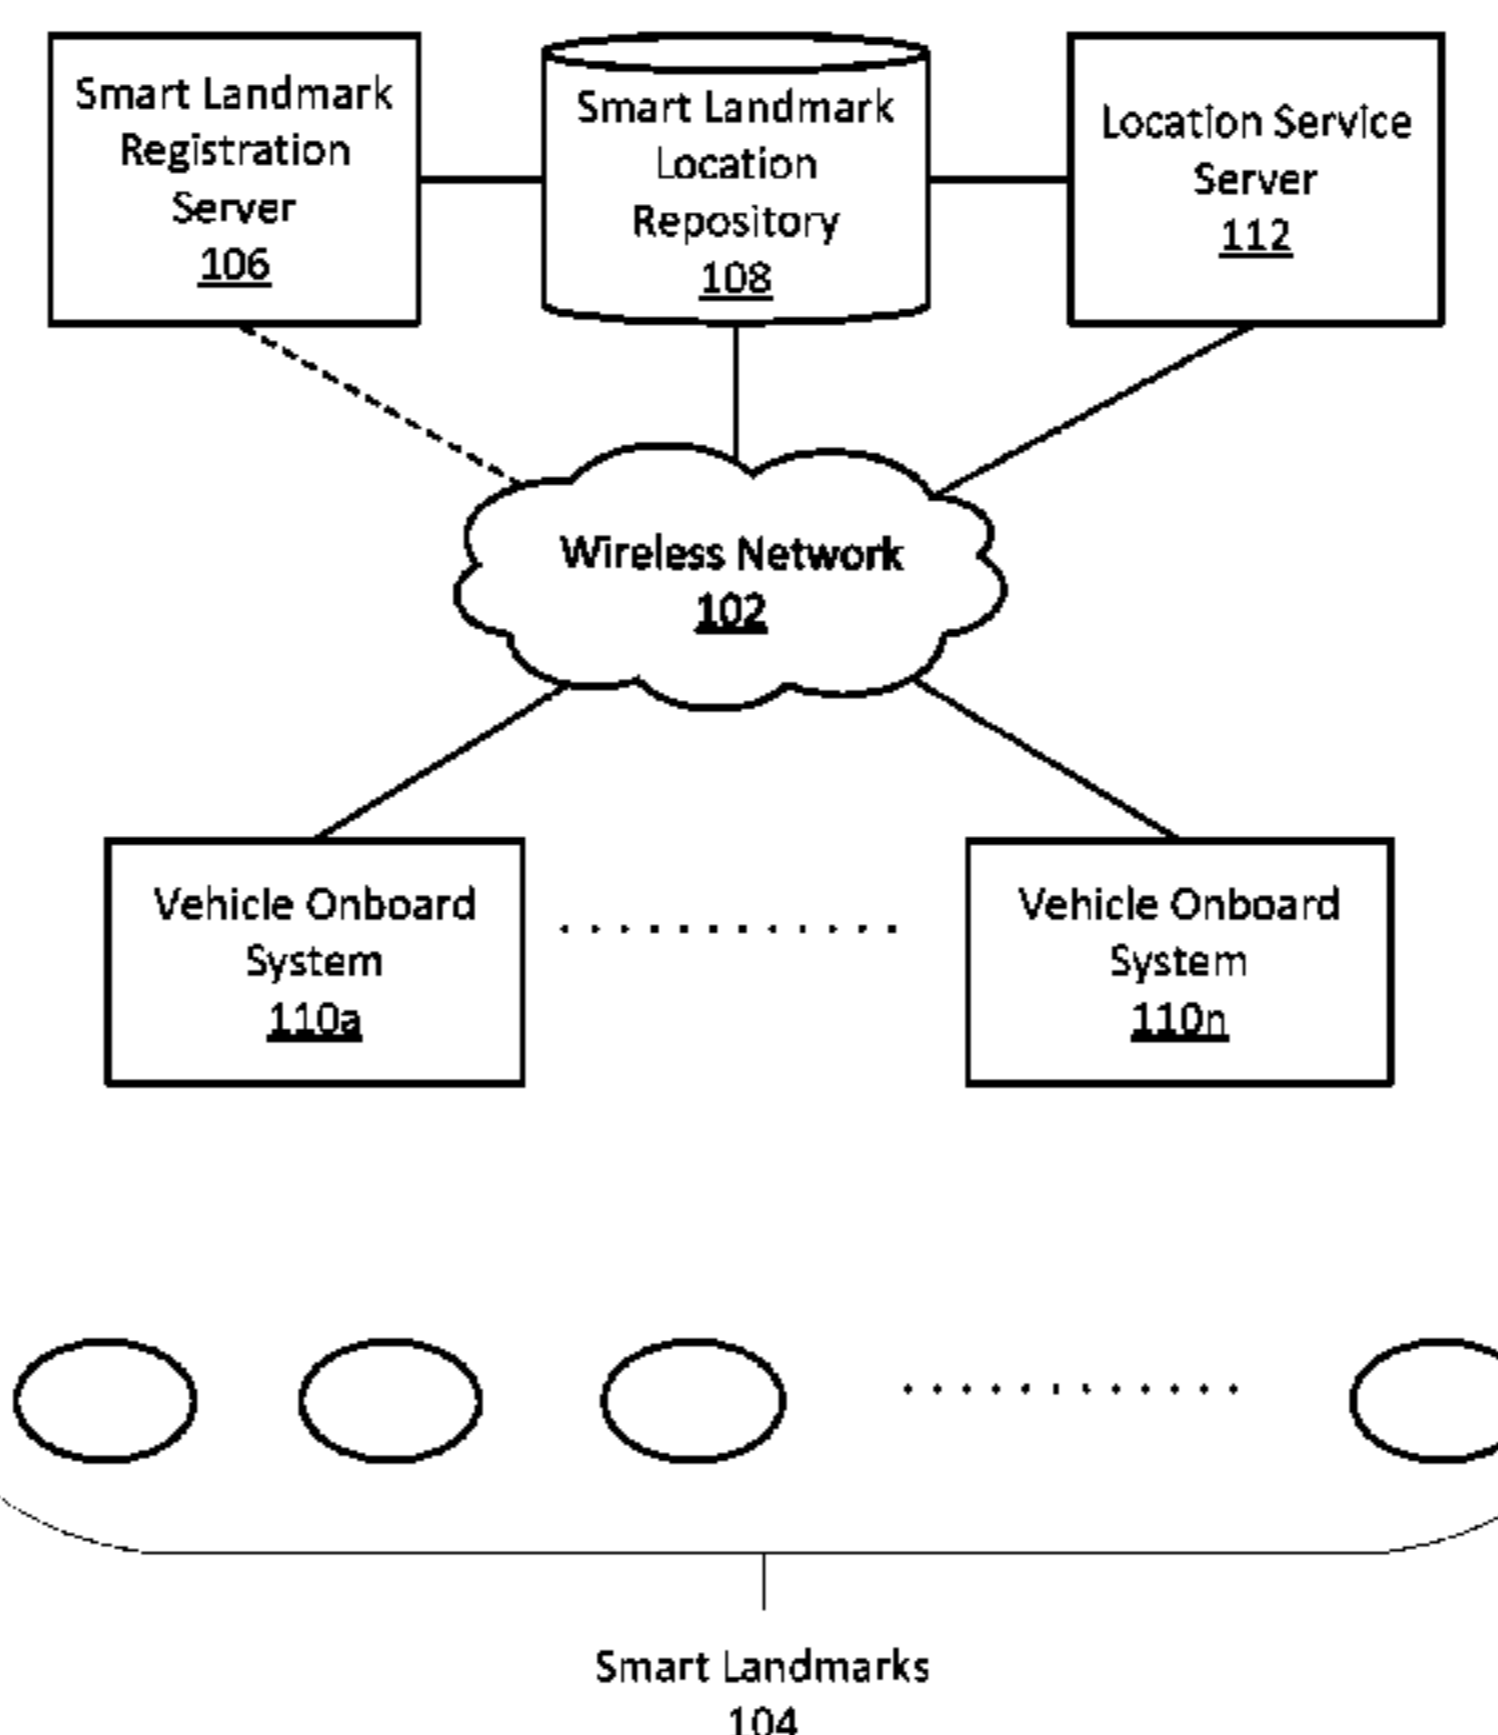 Smart Landmark
Registration
Server
106
Smart Landmark
Location
Repository
108
Location Service
Server
112
Wireless Network
102
Vehicle Onboard
System
110a
Vehicle Onboard
System
110n
Smart Landmarks
104